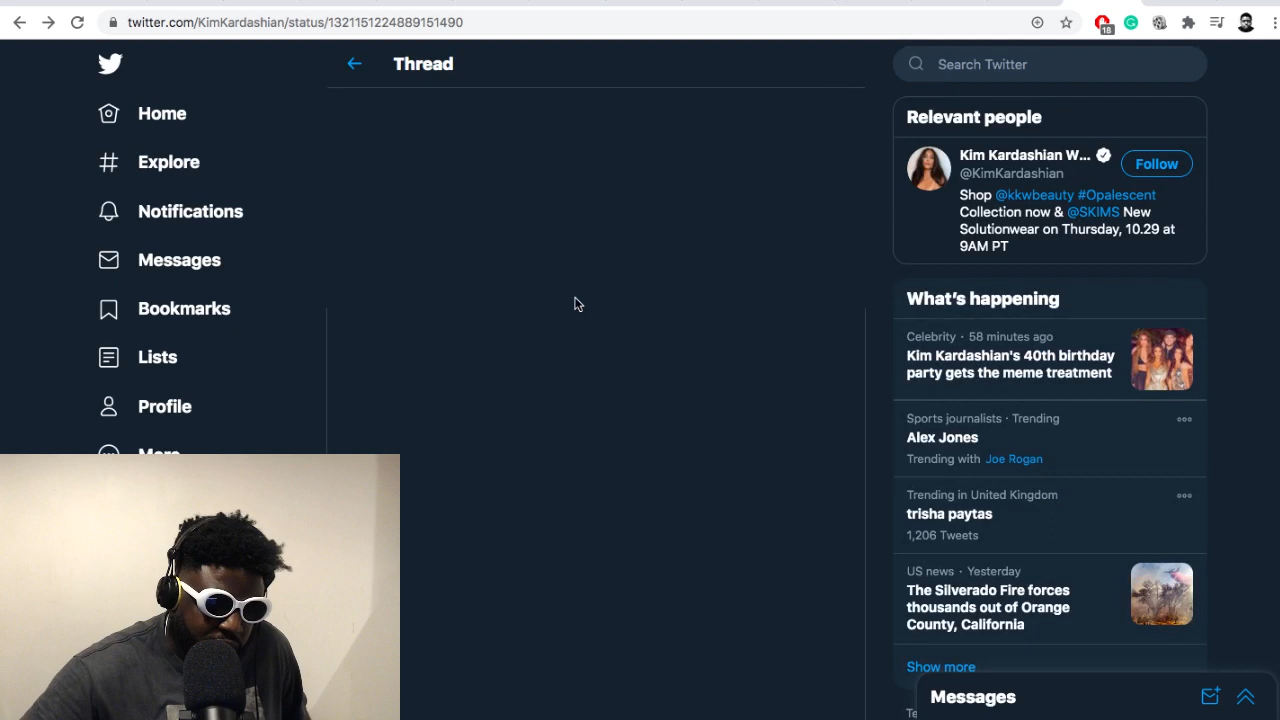 twitter.com/KimKardashian/status/1321151224889151490
18
Home
Explore
Notifications
Messages
Bookmarks
Lists
Profile
More
Thread
Search Twitter
Relevant people
Kim Kardashian W...
@KimKardashian
Follow
Shop @kkwbeauty #Opalescent
Collection now & @SKIMS New
Solutionwear on Thursday, 10.29 at
9AM PT
What's happening
Celebrity · 58 minutes ago
Kim Kardashian's 40th birthday
party gets the meme treatment
Sports journalists · Trending
Alex Jones
Trending with Joe Rogan
Trending in United Kingdom
trisha paytas
1,206 Tweets
US news · Yesterday
The Silverado Fire forces
thousands out of Orange
County, California
Show more
Messages